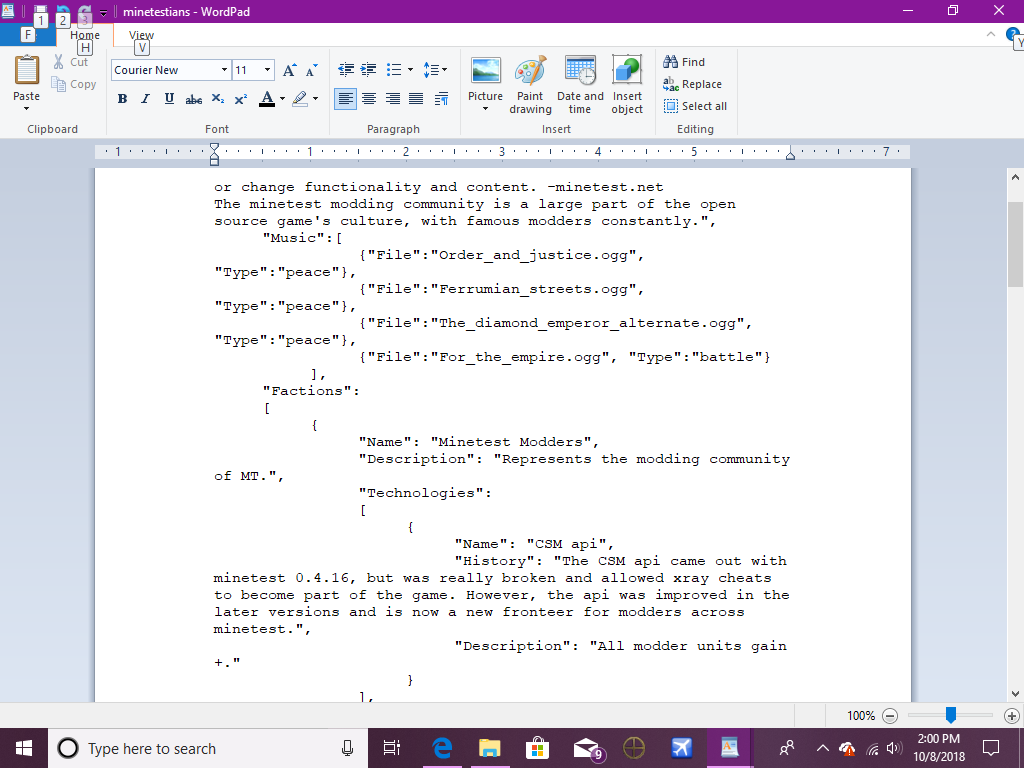 minetestians - WordPad
1 2 3
F Home View Y
H V
Cut
Copy
Paste
Courier New 11
B I U abc X₂ X² A
Picture Paint drawing Date and time Insert object
Find
Replace
Select all
Clipboard Font Paragraph Insert Editing
1 1 2 3 4 5 7
or change functionality and content. -minetest.net
The minetest modding community is a large part of the open
source game's culture, with famous modders constantly.",
"Music":[
{"File":"Order_and_justice.ogg",
"Type":"peace"},
{"File":"Ferrumian_streets.ogg",
"Type":"peace"},
{"File":"The_diamond_emperor_alternate.ogg",
"Type":"peace"},
{"File":"For_the_empire.ogg", "Type":"battle"}
],
"Factions":
[
{
"Name": "Minetest Modders",
"Description": "Represents the modding community
of MT.",
"Technologies":
[
{
"Name": "CSM api",
"History": "The CSM api came out with
minetest 0.4.16, but was really broken and allowed xray cheats
to become part of the game. However, the api was improved in the
later versions and is now a new fronteer for modders across
minetest.",
"Description": "All modder units gain
+."
}
],
100%
Type here to search
9
2:00 PM
10/8/2018